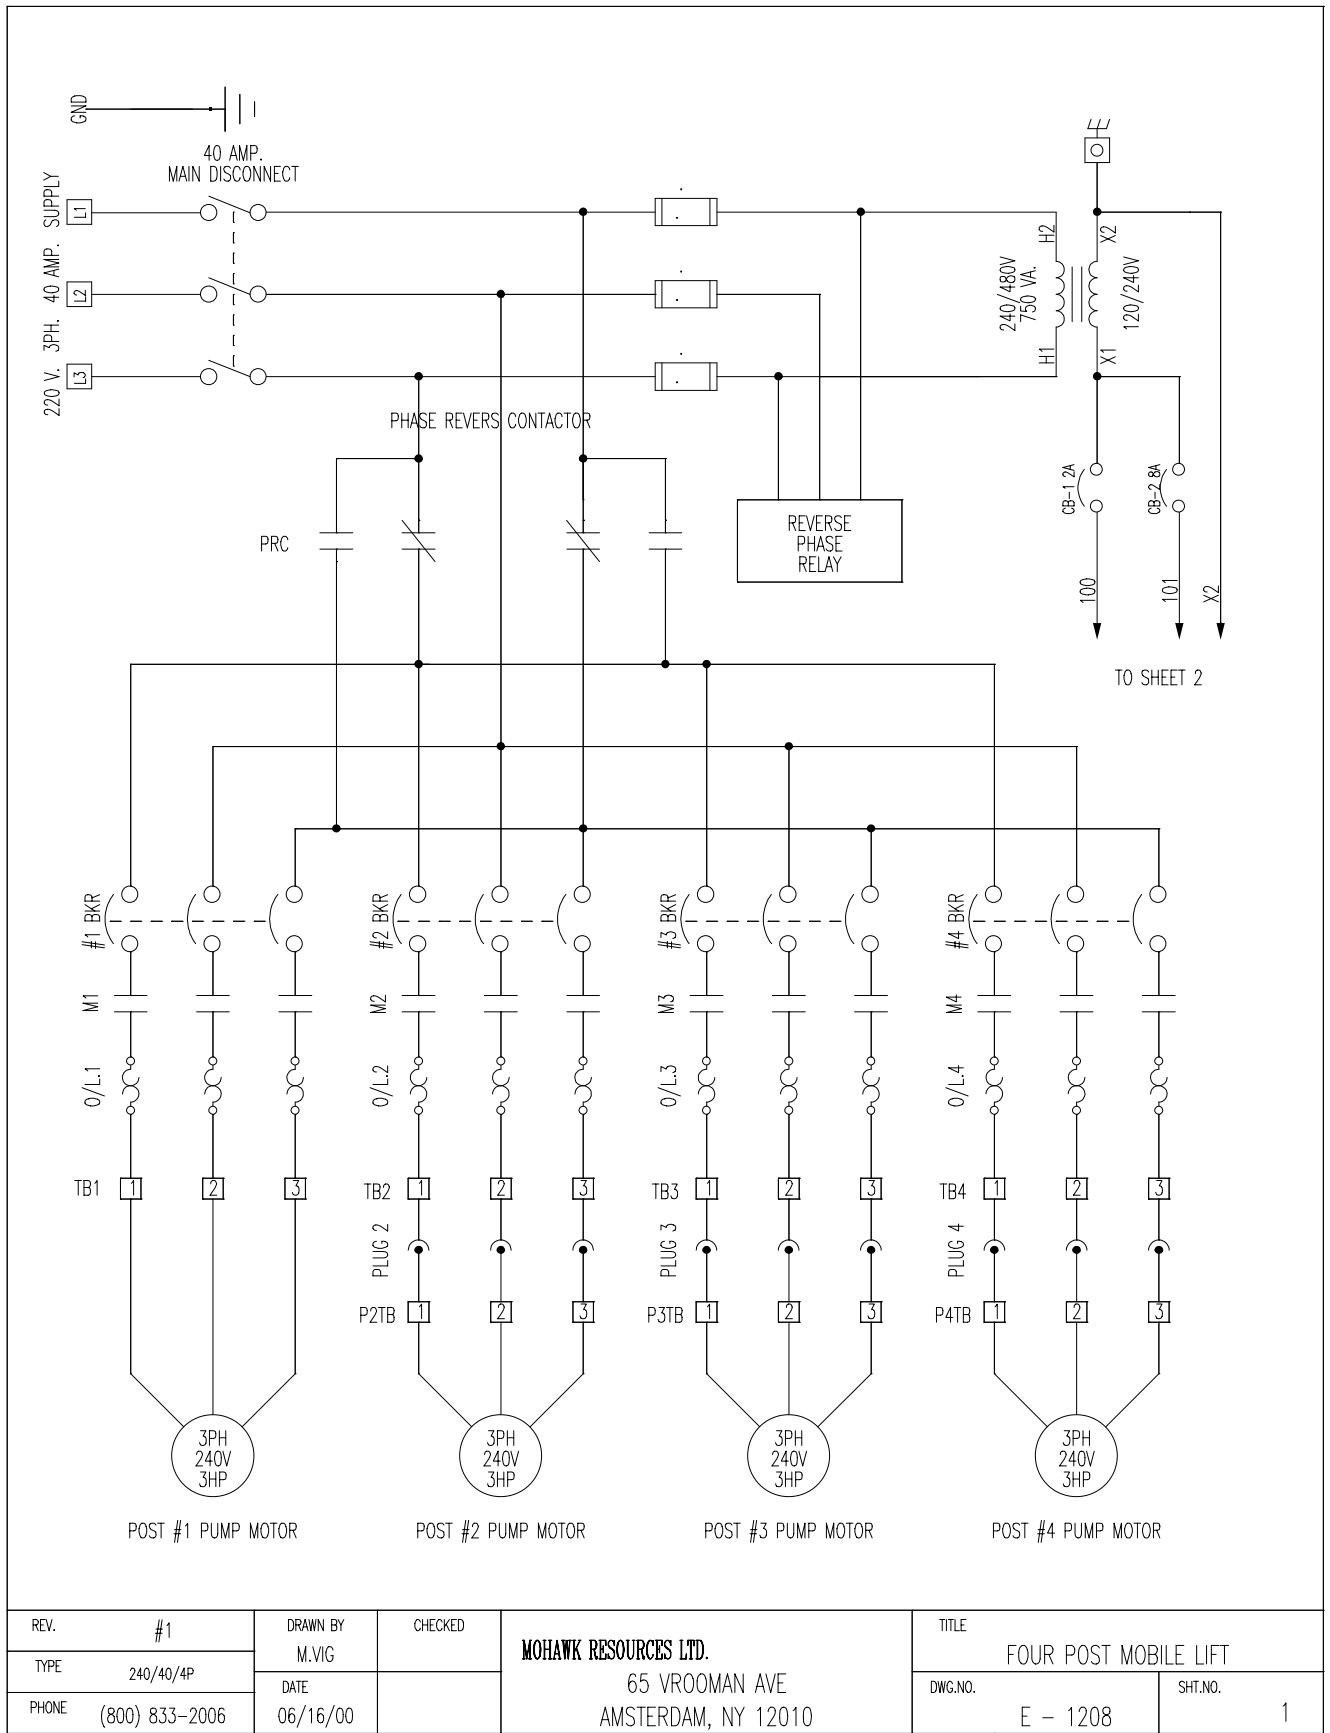 GND
40 AMP.
MAIN DISCONNECT
220 V. 3PH. 40 AMP. SUPPLY
L1
L2
L3
H2
H1
240/480V
750 VA.
X2
X1
120/240V
PHASE REVERS CONTACTOR
PRC
REVERSE
PHASE
RELAY
CB-1 2A
CB-2 8A
100
101
X2
TO SHEET 2
#1 BKR
#2 BKR
#3 BKR
#4 BKR
M1
M2
M3
M4
O/L.1
O/L.2
O/L.3
O/L.4
TB1 1 2 3
TB2 1 2 3
TB3 1 2 3
TB4 1 2 3
PLUG 2
PLUG 3
PLUG 4
P2TB 1 2 3
P3TB 1 2 3
P4TB 1 2 3
3PH
240V
3HP
3PH
240V
3HP
3PH
240V
3HP
3PH
240V
3HP
POST #1 PUMP MOTOR
POST #2 PUMP MOTOR
POST #3 PUMP MOTOR
POST #4 PUMP MOTOR
REV. #1
TYPE 240/40/4P
PHONE (800) 833-2006
DRAWN BY
M.VIG
DATE
06/16/00
CHECKED
MOHAWK RESOURCES LTD.
65 VROOMAN AVE
AMSTERDAM, NY 12010
TITLE
FOUR POST MOBILE LIFT
DWG.NO.
E - 1208
SHT.NO.
1